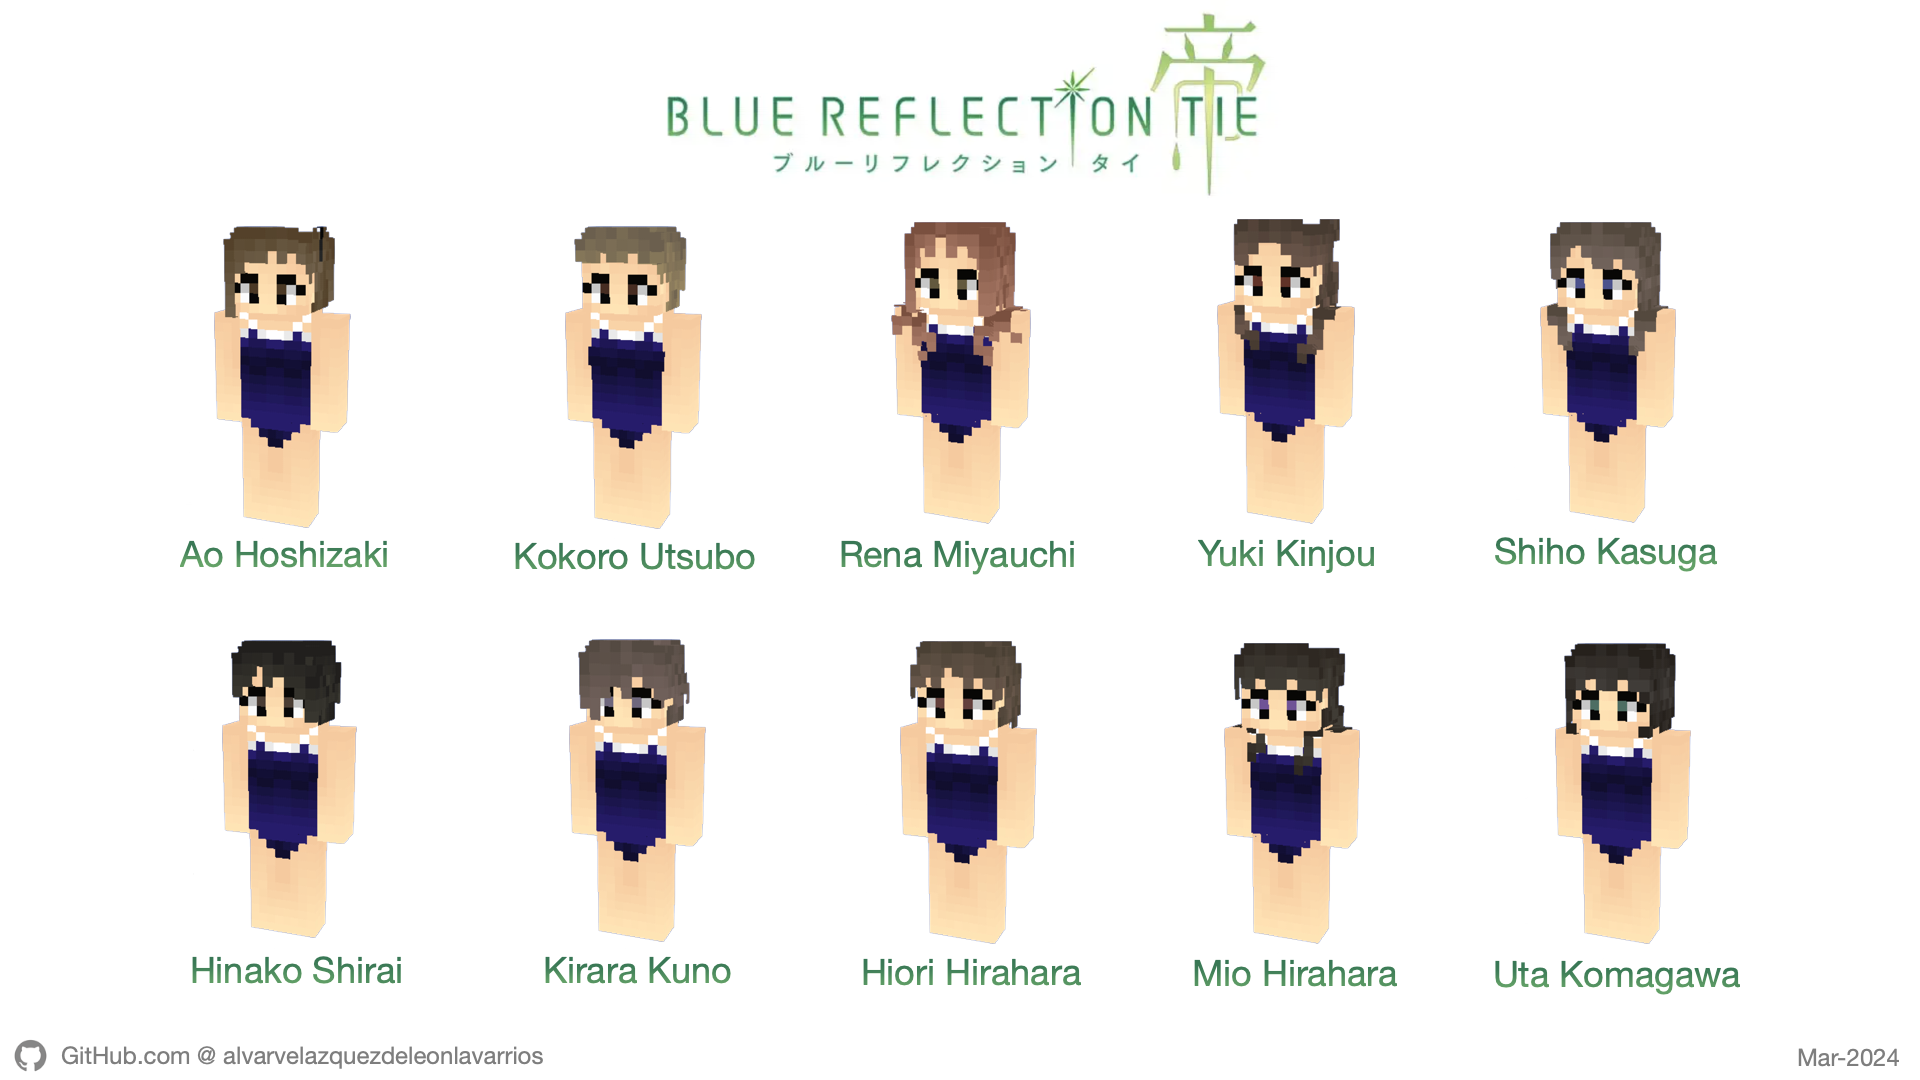 帝
BLUE REFLECTION TIE
ブルーリフレクション タイ
Ao Hoshizaki
Kokoro Utsubo
Rena Miyauchi
Yuki Kinjou
Shiho Kasuga
Hinako Shirai
Kirara Kuno
Hiori Hirahara
Mio Hirahara
Uta Komagawa
GitHub.com @ alvarvelazquezdeleonlavarrios
Mar-2024